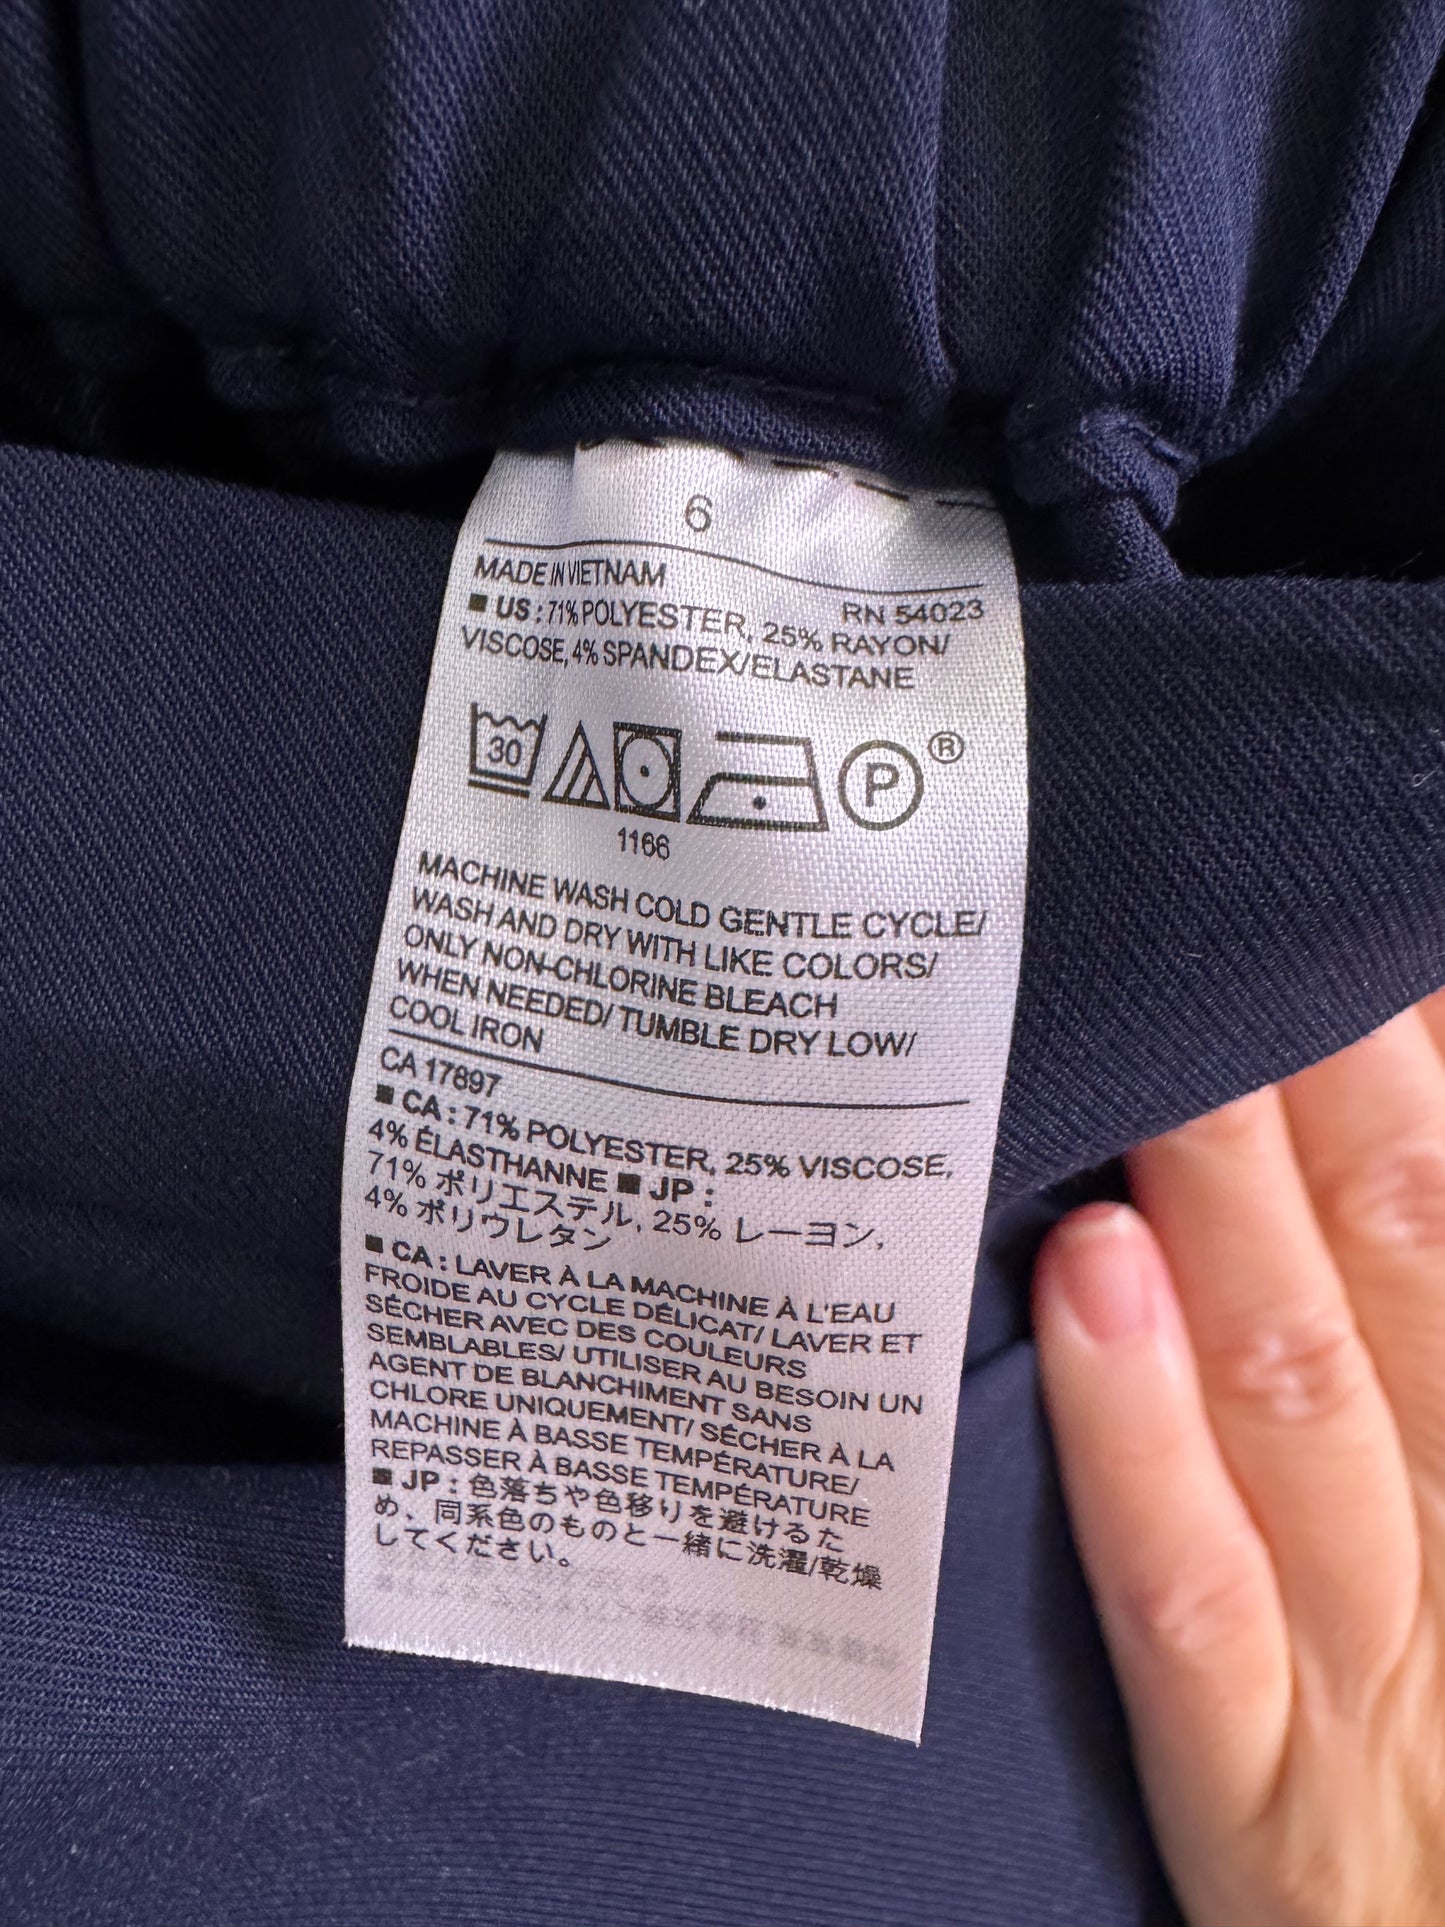 6
MADE IN VIETNAM
RN 54023
■ US : 71% POLYESTER, 25% RAYON/
VISCOSE, 4% SPANDEX/ELASTANE
30
P®
1166
MACHINE WASH COLD GENTLE CYCLE/
WASH AND DRY WITH LIKE COLORS/
ONLY NON-CHLORINE BLEACH
WHEN NEEDED/ TUMBLE DRY LOW/
COOL IRON
CA 17897
■ CA : 71% POLYESTER, 25% VISCOSE,
4% ÉLASTHANNE ■ JP :
71% ポリエステル, 25% レーヨン,
4% ポリウレタン
■ CA : LAVER À LA MACHINE À L'EAU
FROIDE AU CYCLE DÉLICAT/ LAVER ET
SÉCHER AVEC DES COULEURS
SEMBLABLES/ UTILISER AU BESOIN UN
AGENT DE BLANCHIMENT SANS
CHLORE UNIQUEMENT/ SÉCHER À LA
MACHINE À BASSE TEMPÉRATURE/
REPASSER À BASSE TEMPÉRATURE
■ JP : 色落ちや色移りを避けるた
め、同系色のものと一緒に洗濯/乾燥
してください。